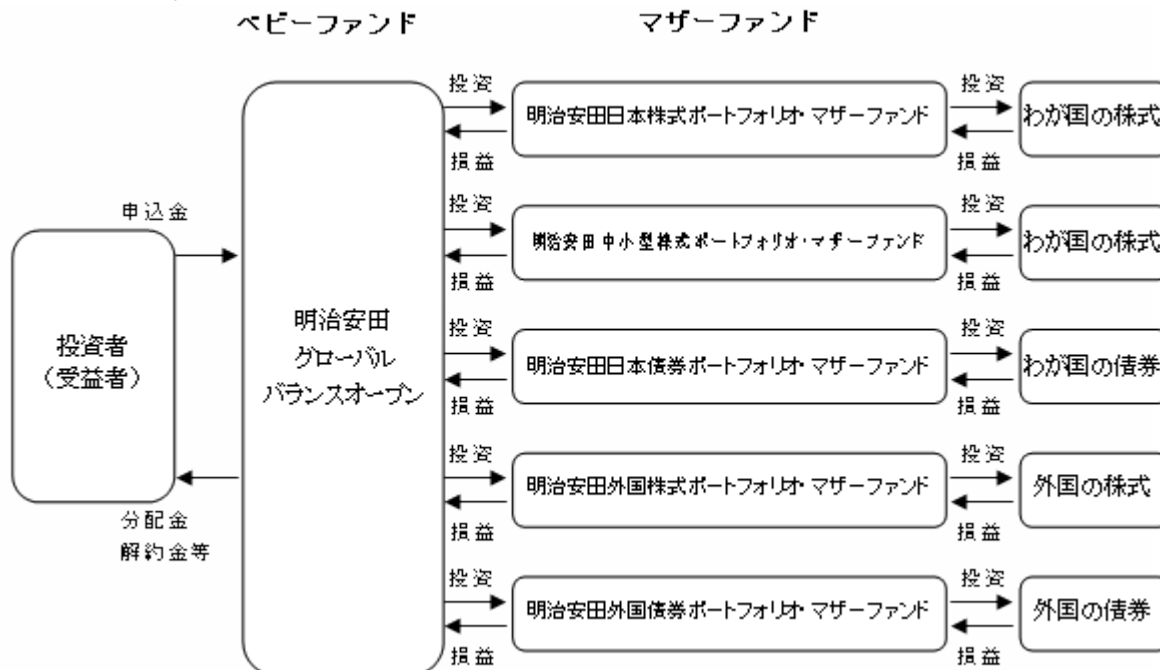 ベビーファンド
マザーファンド
申込金
投資者
（受益者）
分配金
解約金等
明治安田
グローバル
バランスオープン
投資
損益
明治安田日本株式ポートフォリオ・マザーファンド
投資
損益
わが国の株式
投資
損益
明治安田中小型株式ポートフォリオ・マザーファンド
投資
損益
わが国の株式
投資
損益
明治安田日本債券ポートフォリオ・マザーファンド
投資
損益
わが国の債券
投資
損益
明治安田外国株式ポートフォリオ・マザーファンド
投資
損益
外国の株式
投資
損益
明治安田外国債券ポートフォリオ・マザーファンド
投資
損益
外国の債券